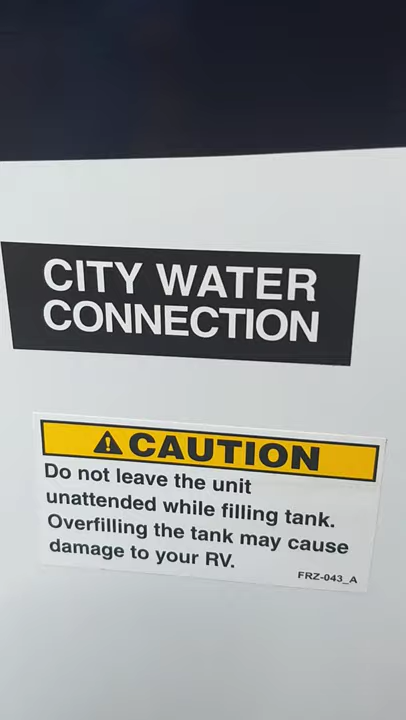 CITY WATER
CONNECTION
⚠CAUTION
Do not leave the unit
unattended while filling tank.
Overfilling the tank may cause
damage to your RV.
FRZ-043_A